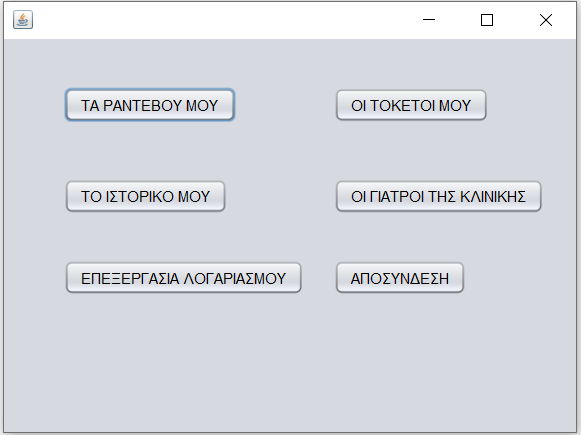 ΤΑ ΡΑΝΤΕΒΟΥ ΜΟΥ
ΟΙ ΤΟΚΕΤΟΙ ΜΟΥ
ΤΟ ΙΣΤΟΡΙΚΟ ΜΟΥ
ΟΙ ΓΙΑΤΡΟΙ ΤΗΣ ΚΛΙΝΙΚΗΣ
ΕΠΕΞΕΡΓΑΣΙΑ ΛΟΓΑΡΙΑΣΜΟΥ
ΑΠΟΣΥΝΔΕΣΗ